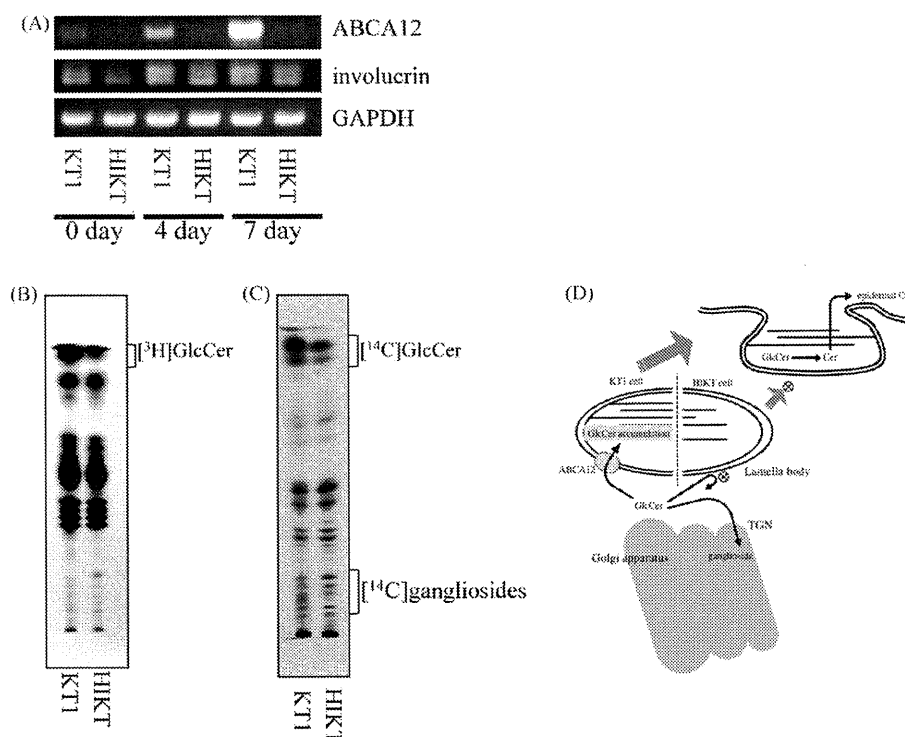 (A)
ABCA12
involucrin
GAPDH
KT1 HIKT KT1 HIKT KT1 HIKT
0 day 4 day 7 day
(B)
[³H]GlcCer
KT1 HIKT
(C)
[¹⁴C]GlcCer
[¹⁴C]gangliosides
KT1 HIKT
(D)
epidermal C
GlcCer Cer
KT1 cell HIKT cell
GlcCer accumulation
ABCA12
Lamella body
GlcCer
TGN
Golgi apparatus